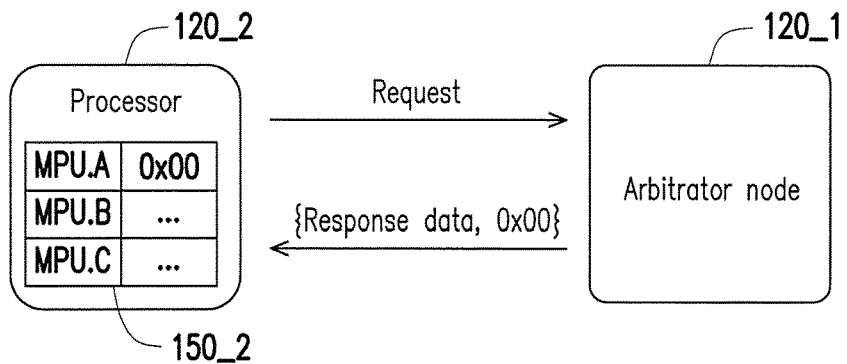 120_2
120_1
Processor
Request
MPU.A 0x00
MPU.B ...
MPU.C ...
{Response data, 0x00}
Arbitrator node
150_2